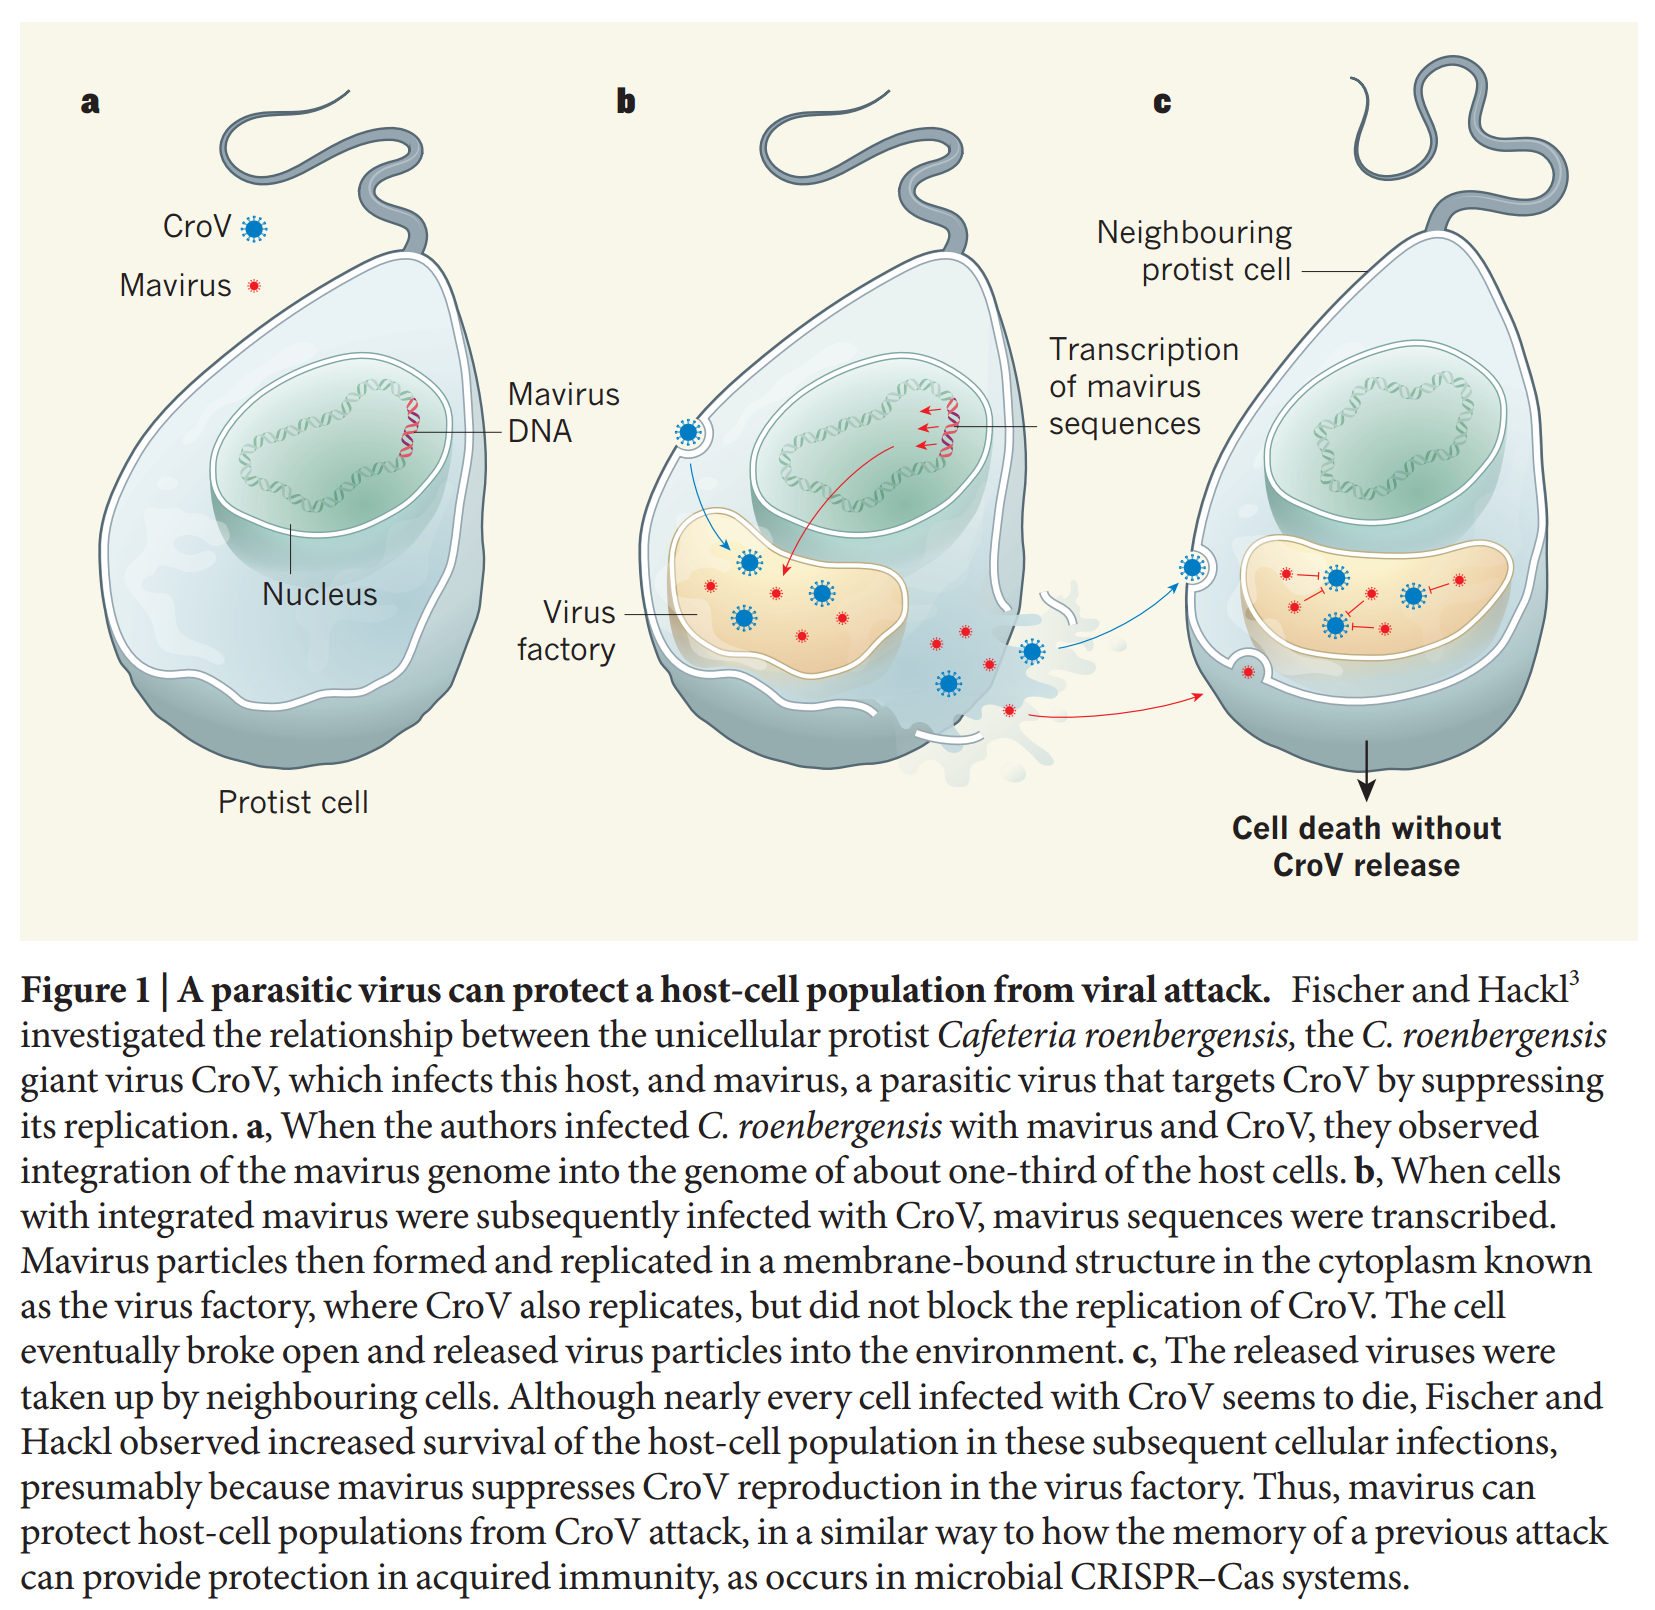 a
b
c
CroV
Mavirus
Mavirus
DNA
Nucleus
Protist cell
Virus
factory
Transcription
of mavirus
sequences
Neighbouring
protist cell
Cell death without
CroV release
Figure 1 | A parasitic virus can protect a host-cell population from viral attack. Fischer and Hackl3
investigated the relationship between the unicellular protist Cafeteria roenbergensis, the C. roenbergensis
giant virus CroV, which infects this host, and mavirus, a parasitic virus that targets CroV by suppressing
its replication. a, When the authors infected C. roenbergensis with mavirus and CroV, they observed
integration of the mavirus genome into the genome of about one-third of the host cells. b, When cells
with integrated mavirus were subsequently infected with CroV, mavirus sequences were transcribed.
Mavirus particles then formed and replicated in a membrane-bound structure in the cytoplasm known
as the virus factory, where CroV also replicates, but did not block the replication of CroV. The cell
eventually broke open and released virus particles into the environment. c, The released viruses were
taken up by neighbouring cells. Although nearly every cell infected with CroV seems to die, Fischer and
Hackl observed increased survival of the host-cell population in these subsequent cellular infections,
presumably because mavirus suppresses CroV reproduction in the virus factory. Thus, mavirus can
protect host-cell populations from CroV attack, in a similar way to how the memory of a previous attack
can provide protection in acquired immunity, as occurs in microbial CRISPR–Cas systems.